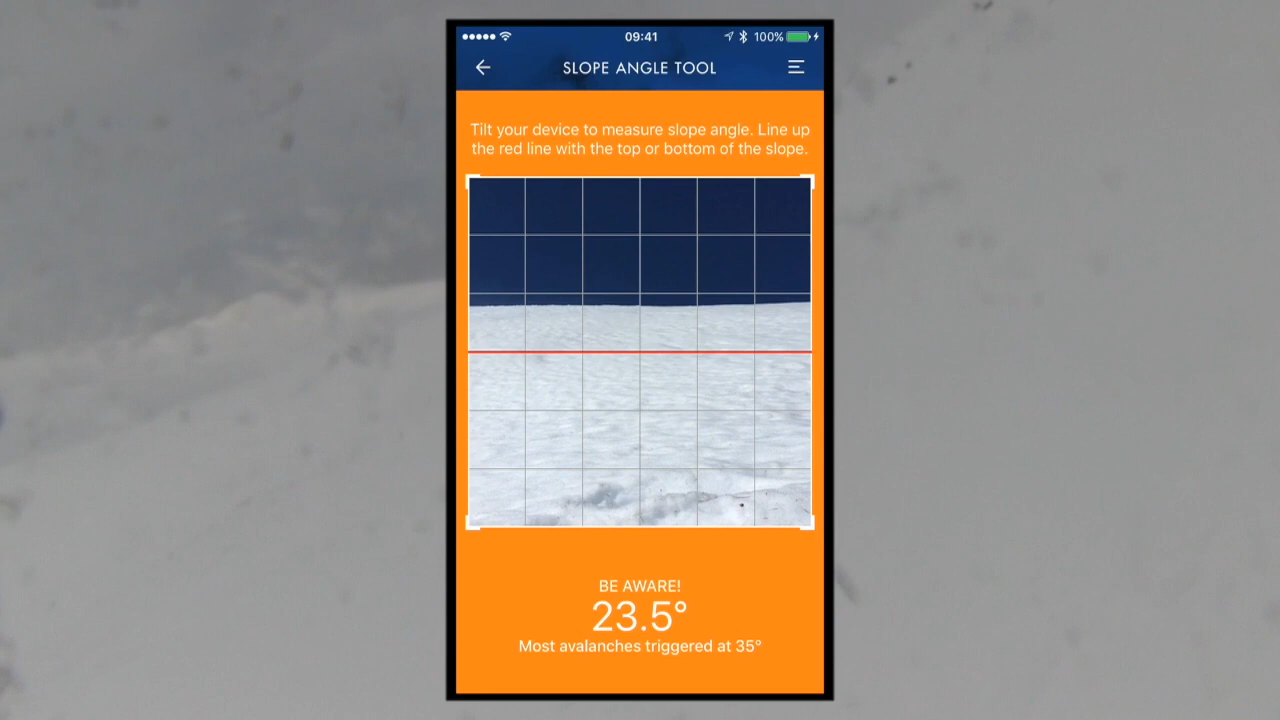 09:41
100%
SLOPE ANGLE TOOL
Tilt your device to measure slope angle. Line up
the red line with the top or bottom of the slope.
BE AWARE!
23.5°
Most avalanches triggered at 35°